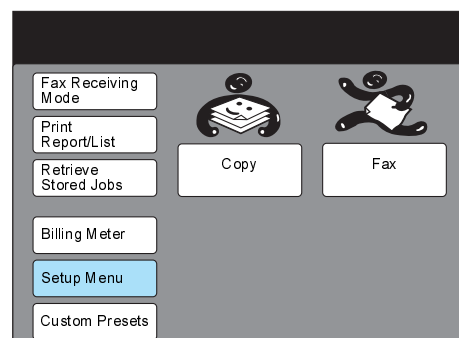 Fax Receiving
Mode
Print
Report/List
Retrieve
Stored Jobs
Billing Meter
Setup Menu
Custom Presets
Copy
Fax